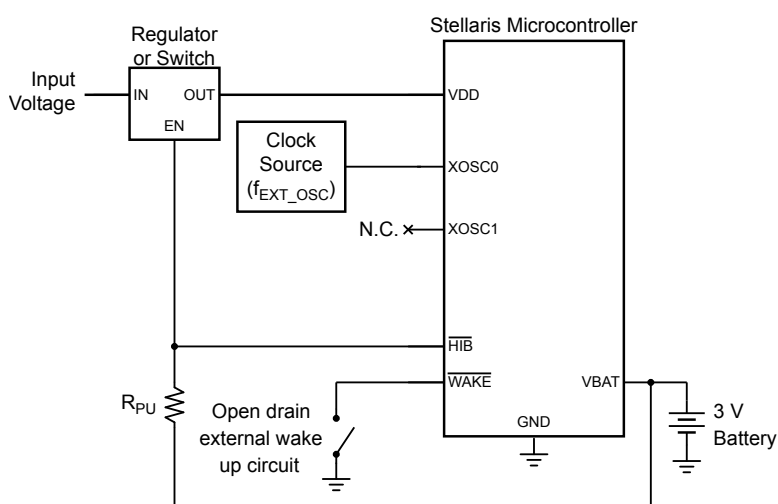 Stellaris Microcontroller
Regulator
or Switch
Input
Voltage
IN
OUT
EN
VDD
Clock
Source
(fEXT_OSC)
XOSC0
N.C.
XOSC1
HIB
WAKE
VBAT
RPU
Open drain
external wake
up circuit
GND
3 V
Battery